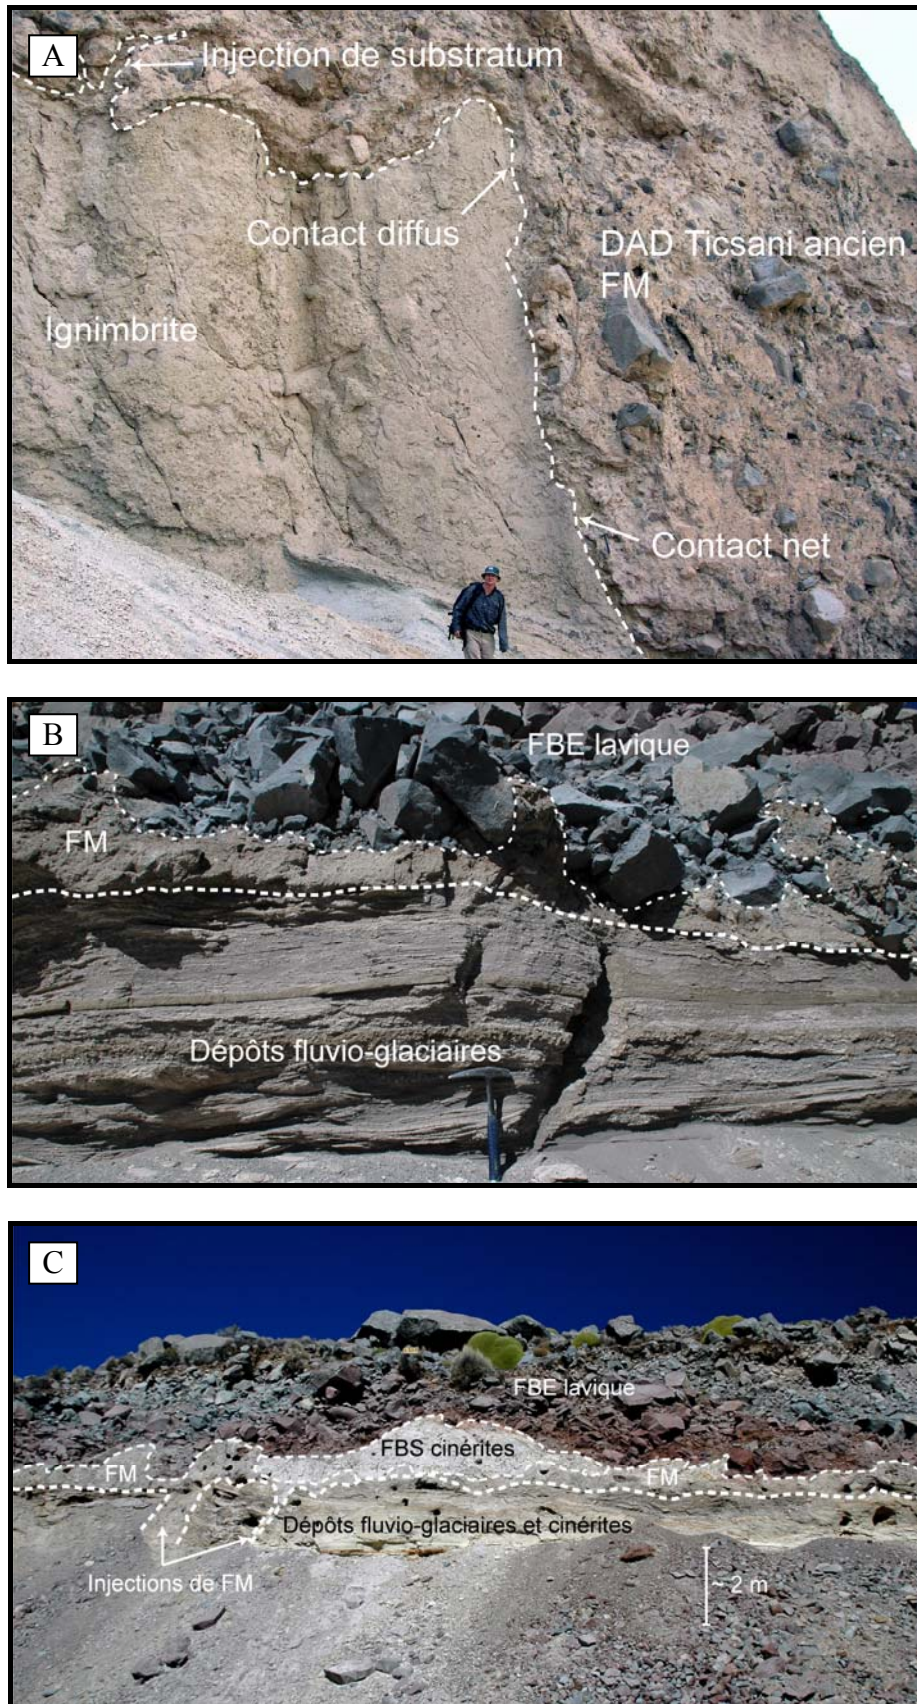 A
Injection de substratum
Contact diffus
DAD Ticsani ancien
FM
Ignimbrite
Contact net
B
FBE lavique
FM
Dépôts fluvio-glaciaires
C
FBE lavique
FBS cinérites
FM
FM
Dépôts fluvio-glaciaires et cinérites
Injections de FM
~ 2 m